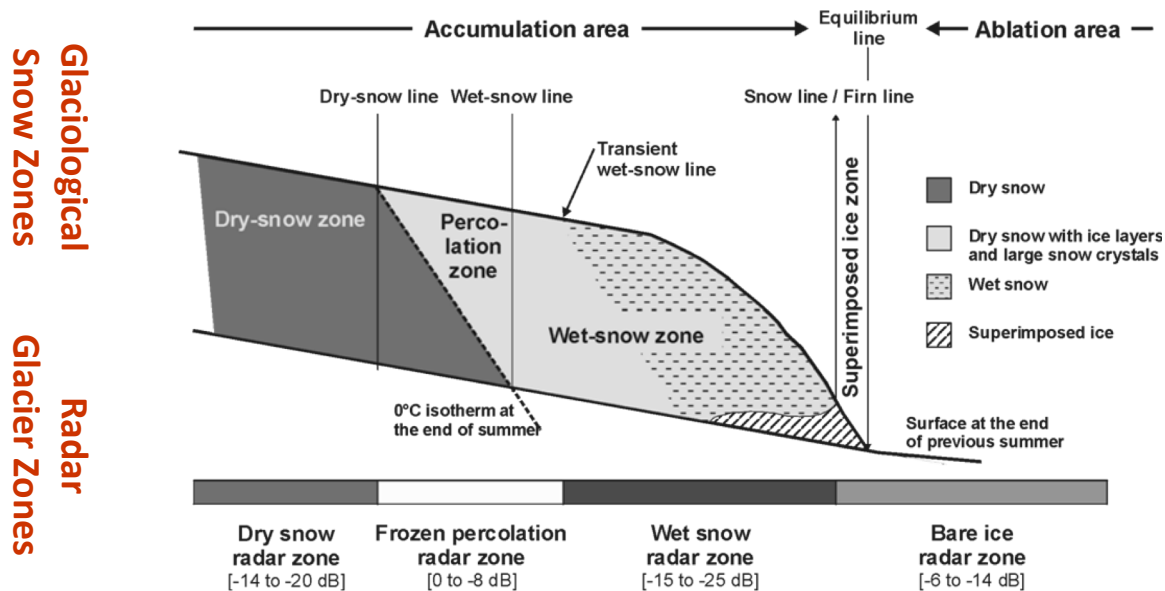 Glaciological
Snow Zones
Radar
Glacier Zones
Accumulation area
Equilibrium
line
Ablation area
Dry-snow line
Wet-snow line
Snow line / Firn line
Transient
wet-snow line
Dry-snow zone
Perco-
lation
zone
Wet-snow zone
Superimposed ice zone
Dry snow
Dry snow with ice layers
and large snow crystals
Wet snow
Superimposed ice
0°C isotherm at
the end of summer
Surface at the end
of previous summer
Dry snow
radar zone
[-14 to -20 dB]
Frozen percolation
radar zone
[0 to -8 dB]
Wet snow
radar zone
[-15 to -25 dB]
Bare ice
radar zone
[-6 to -14 dB]